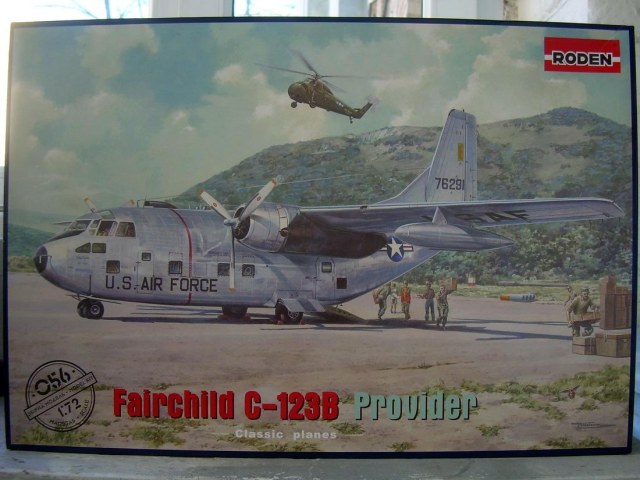 RODEN
76291
USAF
U.S. AIR FORCE
056
1:72
Fairchild C-123B Provider
Classic planes